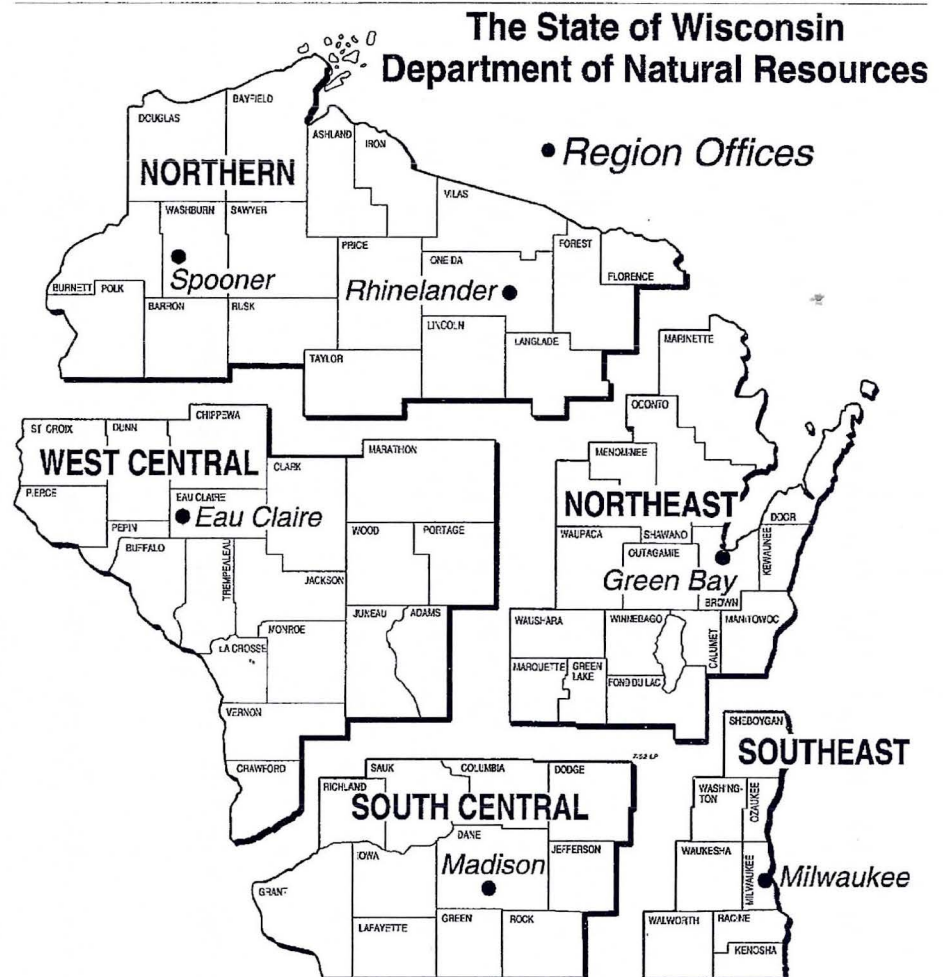 The State of Wisconsin
Department of Natural Resources
• Region Offices
BAYFIELD
DOUGLAS
ASHLAND
IRON
NORTHERN
VILAS
WASHBURN
SAWYER
PRICE
FOREST
ONEIDA
FLORENCE
Spooner
Rhinelander
BURNETT
POLK
BARRON
RUSK
LINCOLN
LANGLADE
TAYLOR
MARINETTE
OCONTO
CHIPPEWA
ST CROIX
DUNN
WEST CENTRAL
CLARK
MARATHON
MENOMINEE
PIERCE
EAU CLAIRE
Eau Claire
NORTHEAST
PEPIN
WOOD
PORTAGE
WAUPACA
SHAWANO
DOOR
BUFFALO
TREMPEALEAU
OUTAGAMIE
KEWAUNEE
JACKSON
Green Bay
BROWN
JUNEAU
ADAMS
WAUSHARA
WINNEBAGO
CALUMET
MANITOWOC
MONROE
LA CROSSE
MARQUETTE
GREEN
LAKE
FOND DU LAC
VERNON
SHEBOYGAN
SOUTHEAST
CRAWFORD
SAUK
COLUMBIA
DODGE
RICHLAND
SOUTH CENTRAL
WASHING-
TON
OZAUKEE
DANE
IOWA
JEFFERSON
WAUKESHA
MILWAUKEE
Madison
Milwaukee
GRANT
LAFAYETTE
GREEN
ROCK
WALWORTH
RACINE
KENOSHA